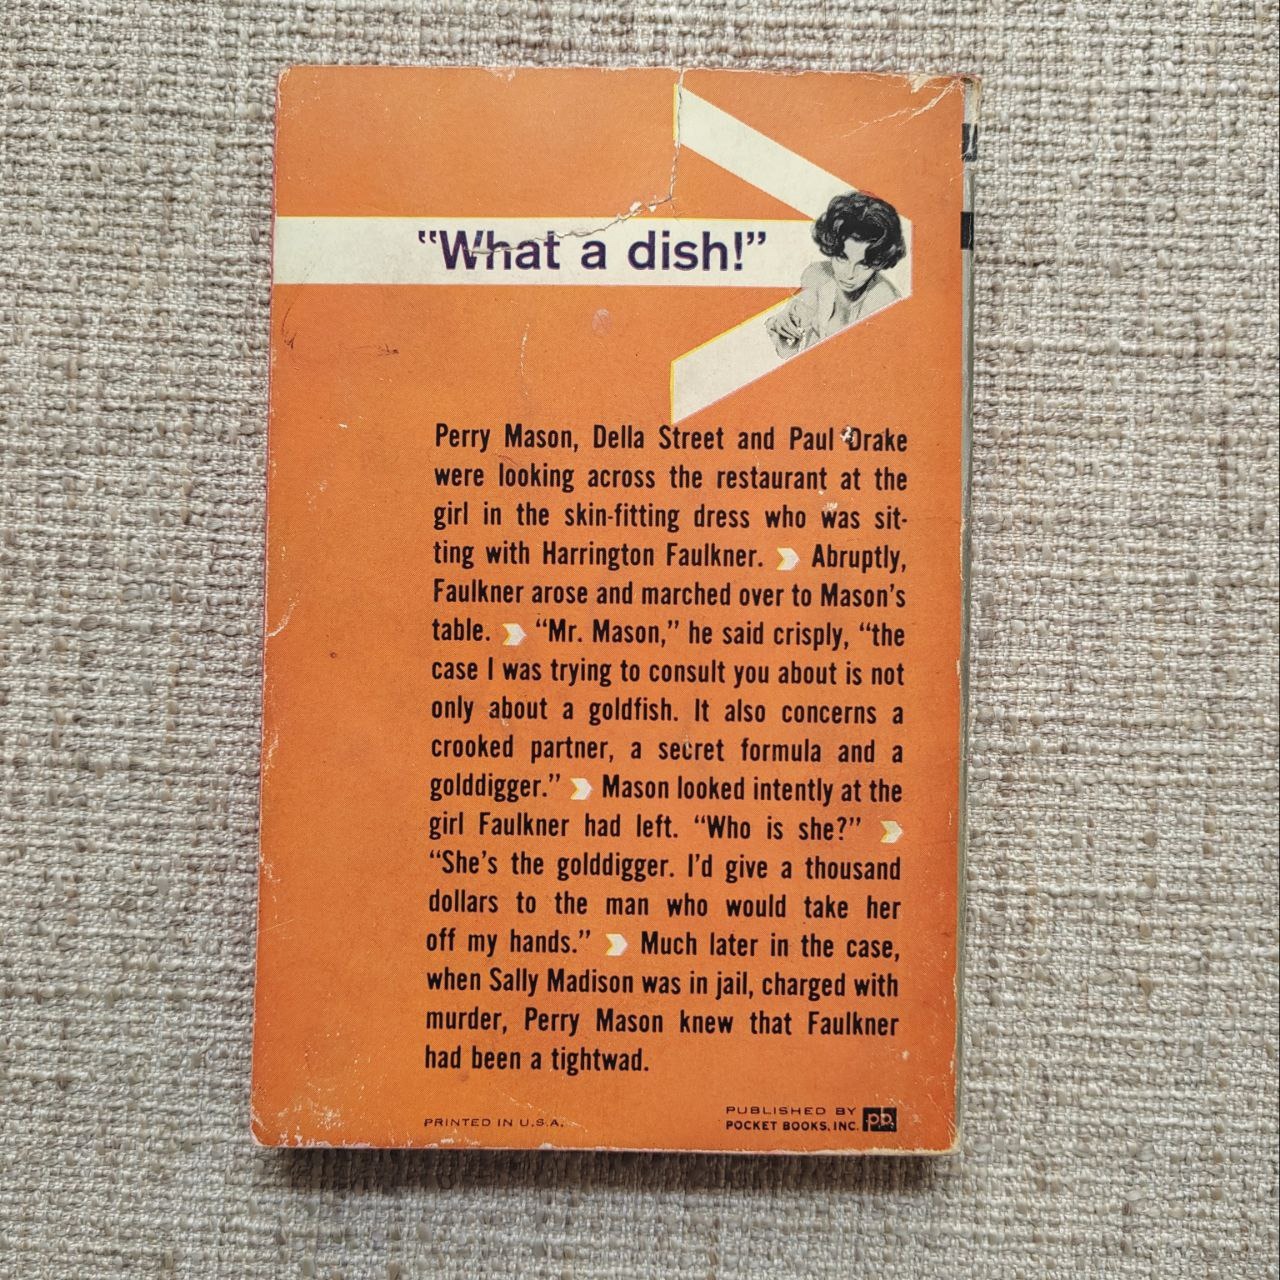 “What a dish!”
Perry Mason, Della Street and Paul Drake
were looking across the restaurant at the
girl in the skin-fitting dress who was sit-
ting with Harrington Faulkner. Abruptly,
Faulkner arose and marched over to Mason’s
table. “Mr. Mason,” he said crisply, “the
case I was trying to consult you about is not
only about a goldfish. It also concerns a
crooked partner, a secret formula and a
golddigger.” Mason looked intently at the
girl Faulkner had left. “Who is she?”
“She’s the golddigger. I’d give a thousand
dollars to the man who would take her
off my hands.” Much later in the case,
when Sally Madison was in jail, charged with
murder, Perry Mason knew that Faulkner
had been a tightwad.
PRINTED IN U.S.A.
PUBLISHED BY
POCKET BOOKS, INC. pb